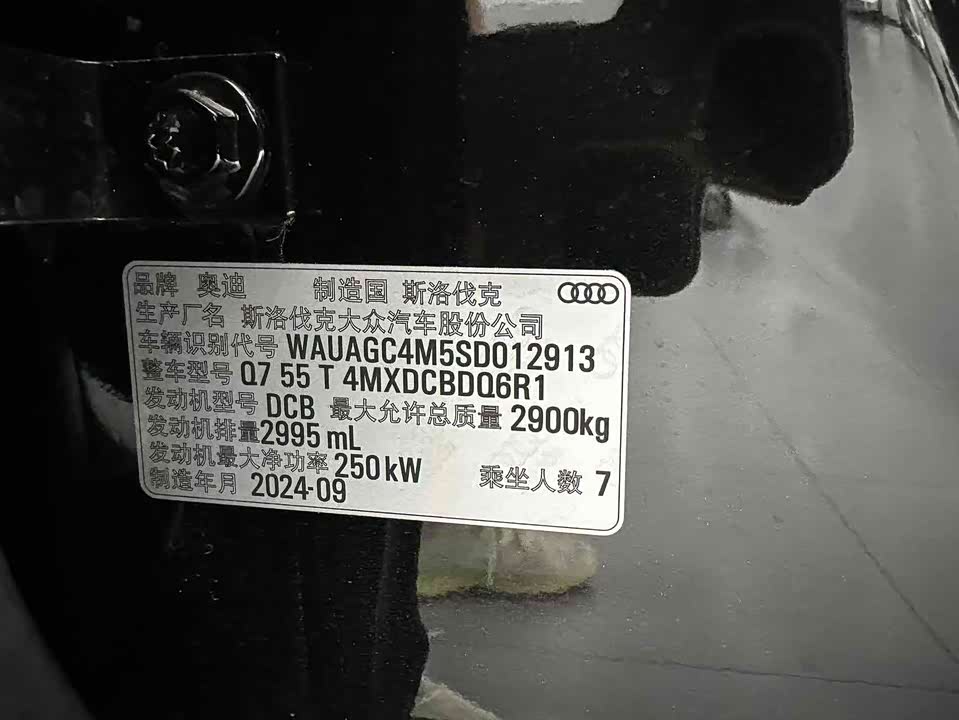 品牌 奥迪 制造国 斯洛伐克
生产厂名 斯洛伐克大众汽车股份公司
车辆识别代号 WAUAGC4M5SD012913
整车型号 Q7 55 T 4MXDCBDQ6R1
发动机型号 DCB 最大允许总质量 2900kg
发动机排量 2995 mL
发动机最大净功率 250 kW 乘坐人数 7
制造年月 2024-09